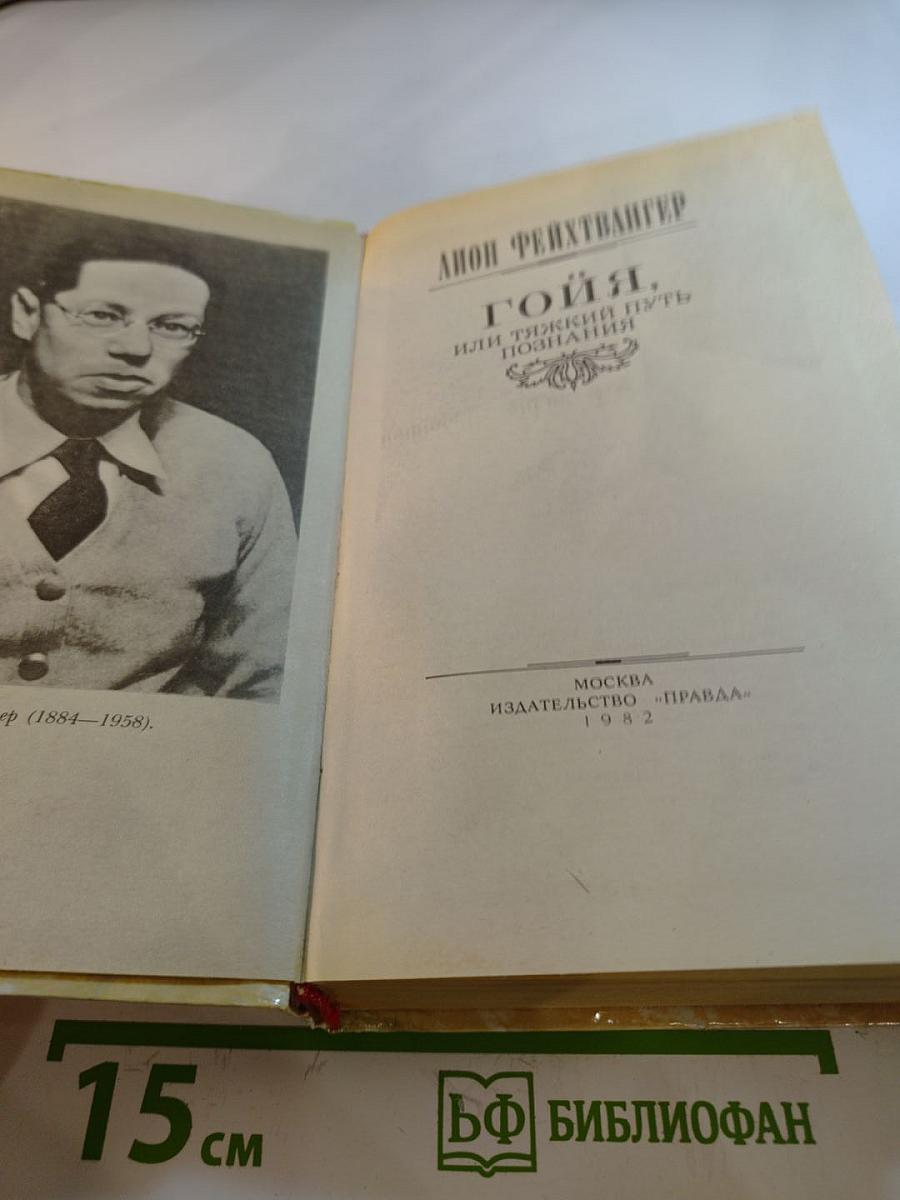 ЛИОН ФЕЙХТВАНГЕР
ГОЙЯ,
ИЛИ ТЯЖКИЙ ПУТЬ
ПОЗНАНИЯ
МОСКВА
ИЗДАТЕЛЬСТВО «ПРАВДА»
1982
ер (1884—1958).
15 см
БФ БИБЛИОФАН